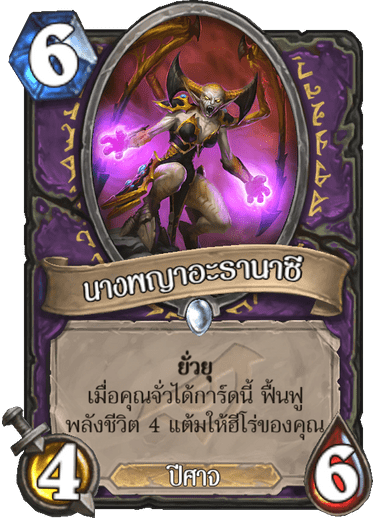 6
นางพญาอะรานาซี
ยั่วยุ
เมื่อคุณจั่วได้การ์ดนี้ ฟื้นฟู
พลังชีวิต 4 แต้มให้ฮีโร่ของคุณ
4
ปีศาจ
6